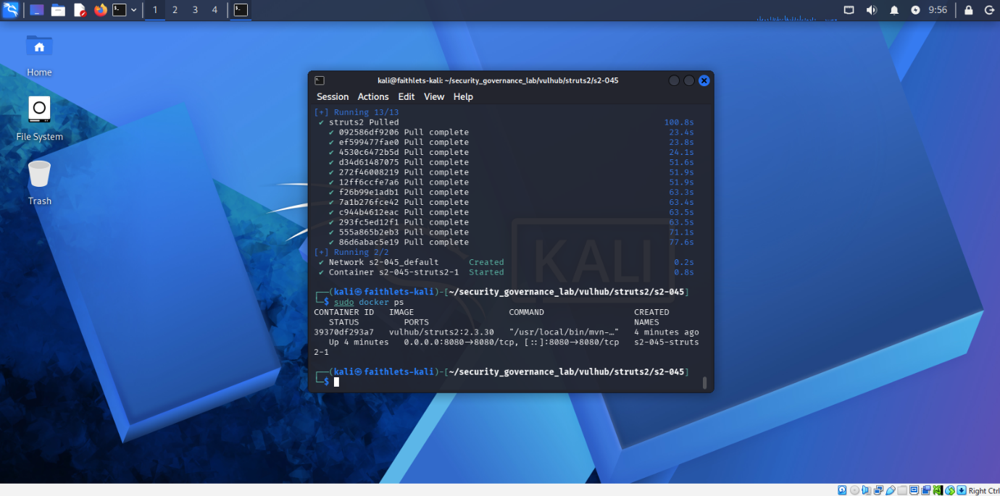 1 2 3 4
9:56
Home
File System
Trash
kali@faithlets-kali: ~/security_governance_lab/vulhub/struts2/s2-045
Session Actions Edit View Help
[+] Running 13/13
✔ struts2 Pulled 100.8s
✔ 092586df9206 Pull complete 23.4s
✔ ef599477fae0 Pull complete 23.8s
✔ 4530c6472b5d Pull complete 24.1s
✔ d34d61487075 Pull complete 51.6s
✔ 272f46008219 Pull complete 51.9s
✔ 12ff6ccfe7a6 Pull complete 51.9s
✔ f26b99e1adb1 Pull complete 63.3s
✔ 7a1b276fce42 Pull complete 63.4s
✔ c944b4612eac Pull complete 63.5s
✔ 293fc5ed12f1 Pull complete 63.5s
✔ 555a865b2eb3 Pull complete 71.1s
✔ 86d6abac5e19 Pull complete 77.6s
[+] Running 2/2
✔ Network s2-045_default Created 0.2s
✔ Container s2-045-struts2-1 Started 0.8s
KALI
┌──(kali㉿faithlets-kali)-[~/security_governance_lab/vulhub/struts2/s2-045]
└─$ sudo docker ps
CONTAINER ID IMAGE COMMAND CREATED
STATUS PORTS NAMES
39370df293a7 vulhub/struts2:2.3.30 "/usr/local/bin/mvn-…" 4 minutes ago
Up 4 minutes 0.0.0.0:8080→8080/tcp, [::]:8080→8080/tcp s2-045-struts
2-1
┌──(kali㉿faithlets-kali)-[~/security_governance_lab/vulhub/struts2/s2-045]
└─$
Right Ctrl